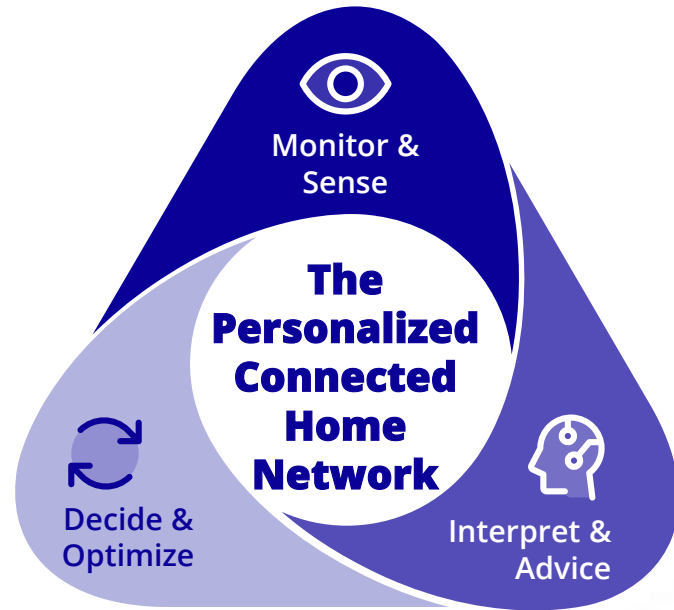 Monitor &
Sense
The
Personalized
Connected
Home
Network
Decide &
Optimize
Interpret &
Advice